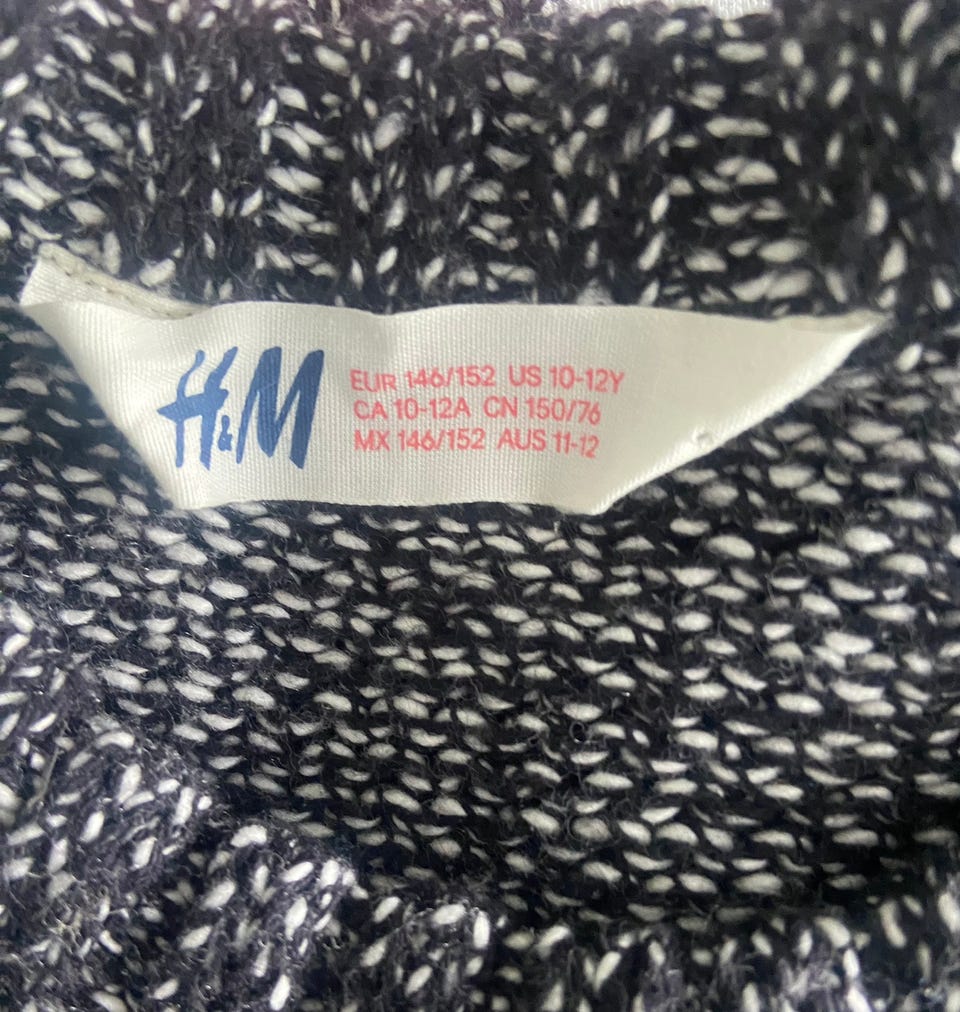 H&M
EUR 146/152 US 10-12Y
CA 10-12A CN 150/76
MX 146/152 AUS 11-12